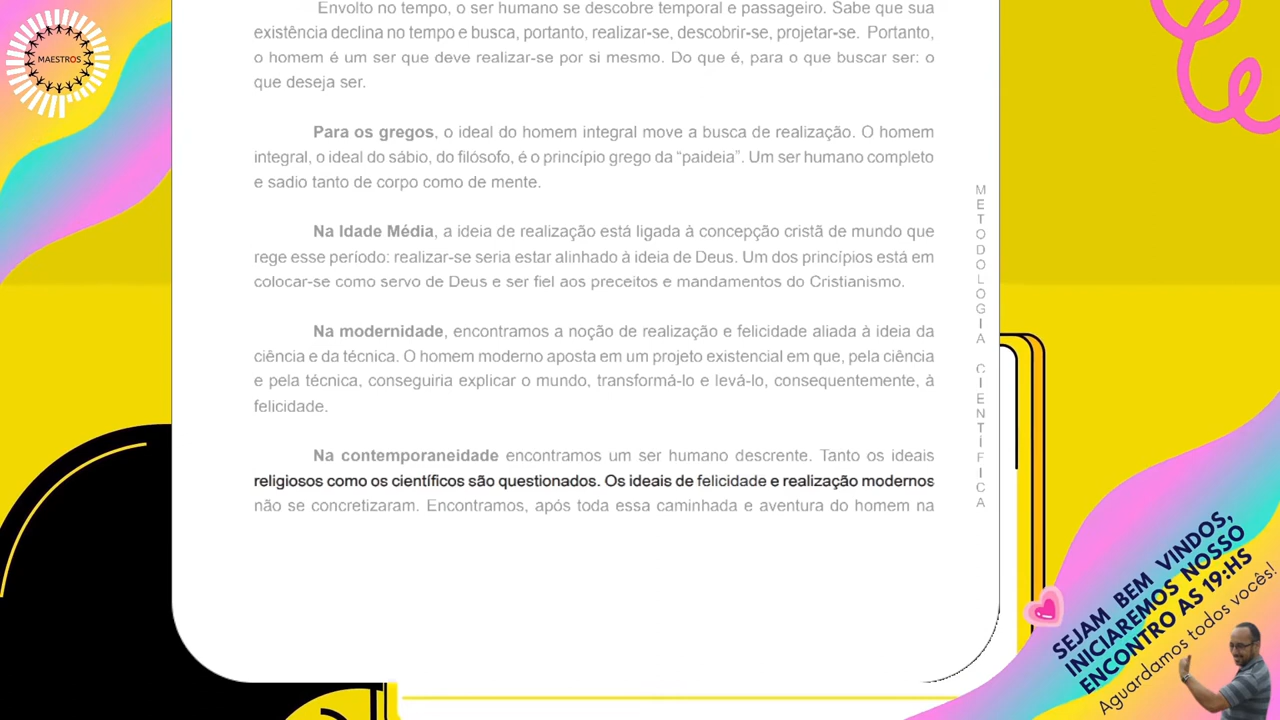 MAESTROS
Envolto no tempo, o ser humano se descobre temporal e passageiro. Sabe que sua
existência declina no tempo e busca, portanto, realizar-se, descobrir-se, projetar-se. Portanto,
o homem é um ser que deve realizar-se por si mesmo. Do que é, para o que buscar ser: o
que deseja ser.
Para os gregos, o ideal do homem integral move a busca de realização. O homem
integral, o ideal do sábio, do filósofo, é o princípio grego da “paideia”. Um ser humano completo
e sadio tanto de corpo como de mente.
Na Idade Média, a ideia de realização está ligada à concepção cristã de mundo que
rege esse período: realizar-se seria estar alinhado à ideia de Deus. Um dos princípios está em
colocar-se como servo de Deus e ser fiel aos preceitos e mandamentos do Cristianismo.
Na modernidade, encontramos a noção de realização e felicidade aliada à ideia da
ciência e da técnica. O homem moderno aposta em um projeto existencial em que, pela ciência
e pela técnica, conseguiria explicar o mundo, transformá-lo e levá-lo, consequentemente, à
felicidade.
Na contemporaneidade encontramos um ser humano descrente. Tanto os ideais
religiosos como os científicos são questionados. Os ideais de felicidade e realização modernos
não se concretizaram. Encontramos, após toda essa caminhada e aventura do homem na
METODOLOGIA CIENTÍFICA
SEJAM BEM VINDOS,
INICIAREMOS NOSSO
ENCONTRO AS 19:HS
Aguardamos todos vocês!